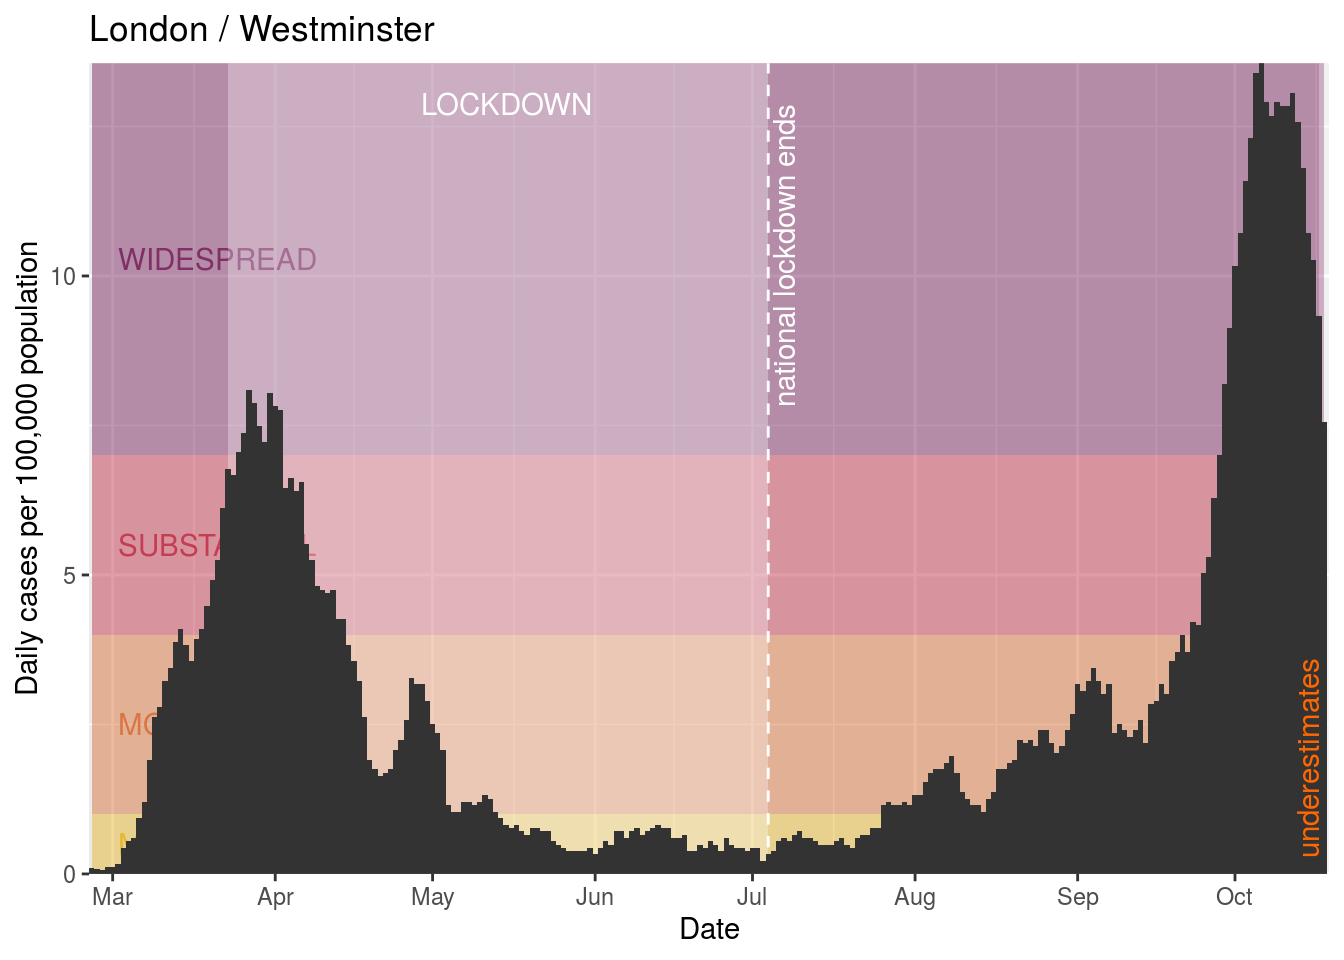 London / Westminster
LOCKDOWN
national lockdown ends
WIDESPREAD
10
5
0
underestimates
Daily cases per 100,000 population
Mar Apr May Jun Jul Aug Sep Oct
Date